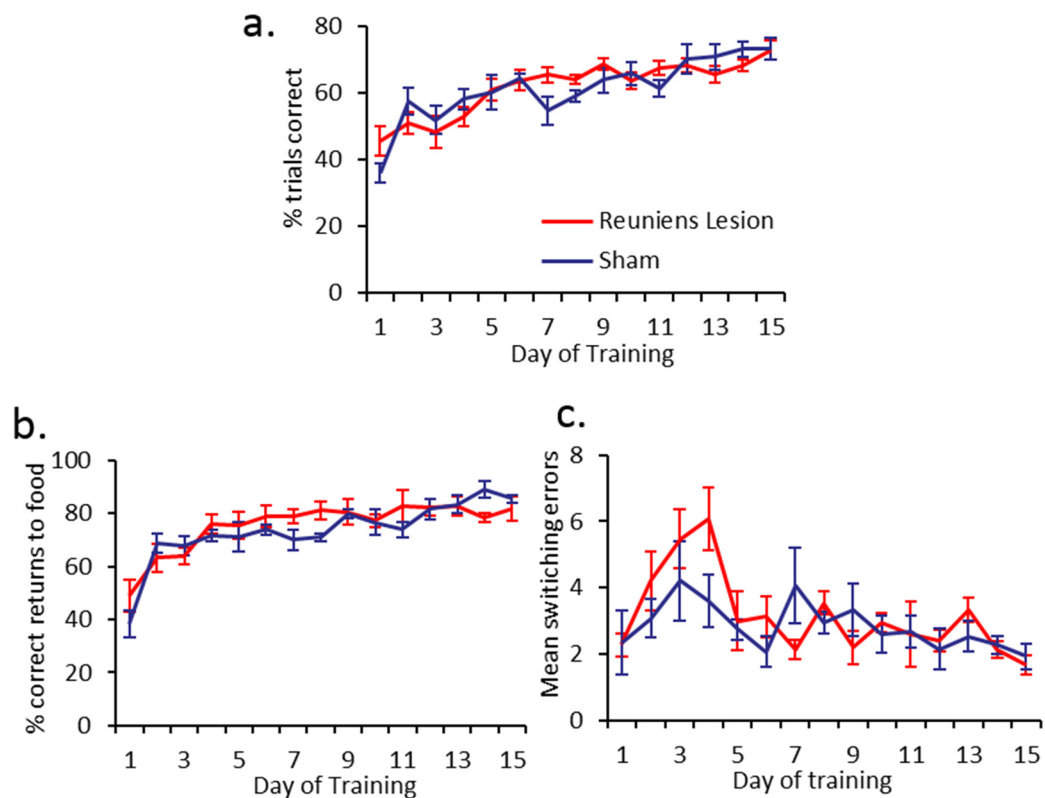 a.
% trials correct
80
60
40
20
0
Reuniens Lesion
Sham
1 3 5 7 9 11 13 15
Day of Training
b.
% correct returns to food
100
80
60
40
20
0
1 3 5 7 9 11 13 15
Day of Training
c.
Mean switiching errors
8
6
4
2
0
1 3 5 7 9 11 13 15
Day of training